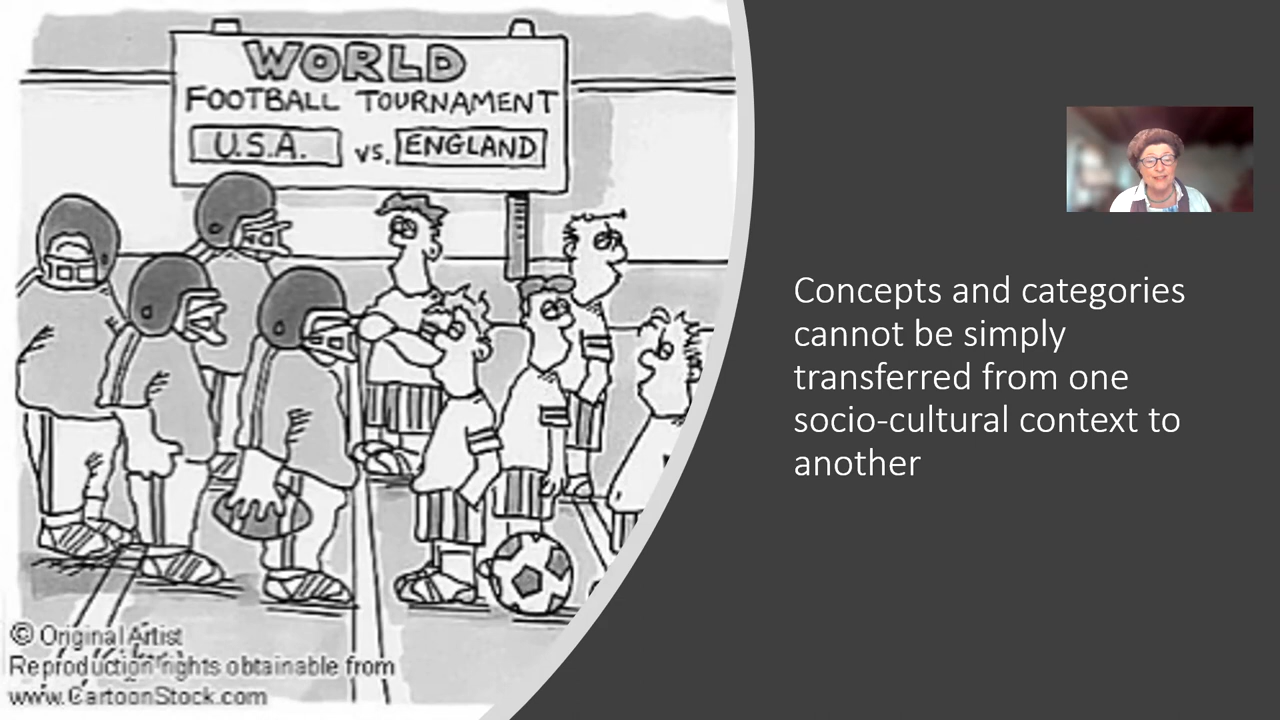 WORLD
FOOTBALL TOURNAMENT
U.S.A. vs. ENGLAND
© Original Artist
Reproduction rights obtainable from
www.CartoonStock.com
Concepts and categories
cannot be simply
transferred from one
socio-cultural context to
another